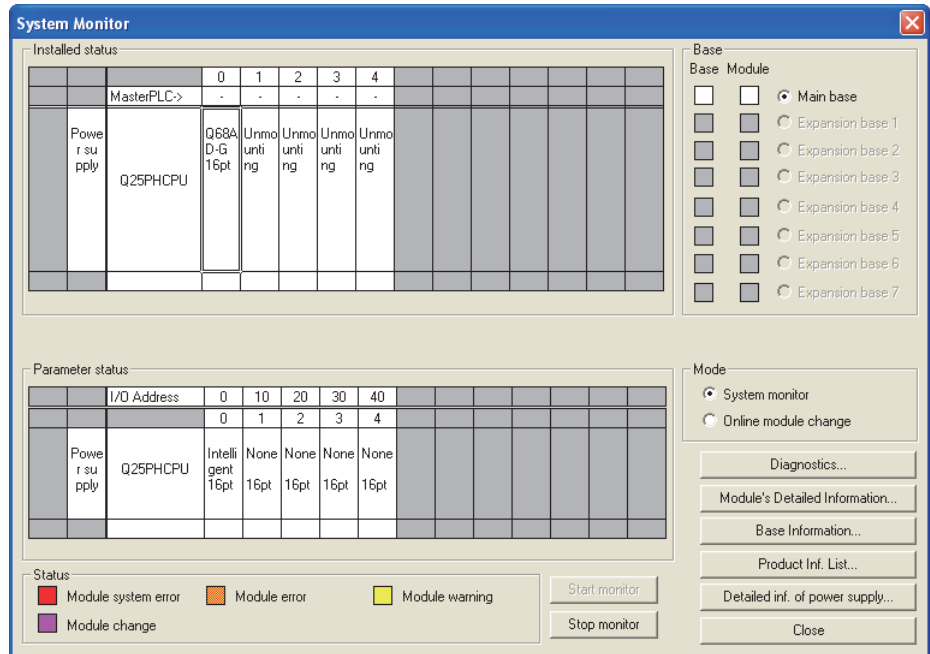 System Monitor
Installed status
0 1 2 3 4
MasterPLC-> - - - - -
Powe
r su
pply
Q25PHCPU
Q68A
D-G
16pt
Unmo
unti
ng
Unmo
unti
ng
Unmo
unti
ng
Unmo
unti
ng
Base
Base Module
Main base
Expansion base 1
Expansion base 2
Expansion base 3
Expansion base 4
Expansion base 5
Expansion base 6
Expansion base 7
Parameter status
I/O Address 0 10 20 30 40
0 1 2 3 4
Powe
r su
pply
Q25PHCPU
Intelli
gent
16pt
None
16pt
None
16pt
None
16pt
None
16pt
Mode
System monitor
Online module change
Diagnostics...
Module's Detailed Information...
Base Information...
Product Inf. List...
Detailed inf. of power supply...
Close
Status
Module system error
Module error
Module warning
Module change
Start monitor
Stop monitor